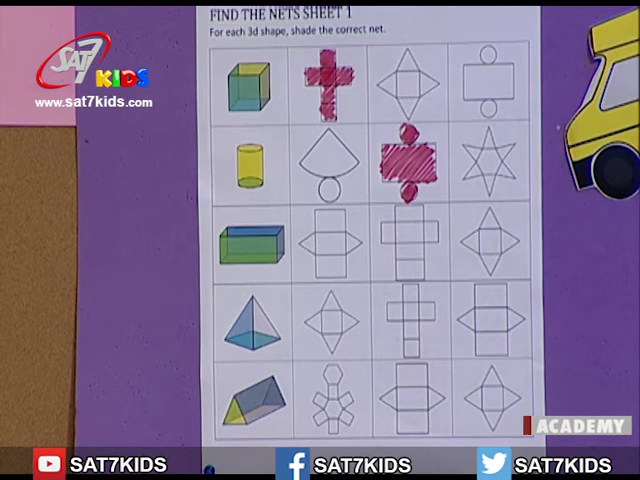 FIND THE NETS SHEET 1
For each 3d shape, shade the correct net.
SAT7
KIDS
www.sat7kids.com
ACADEMY
SAT7KIDS
SAT7KIDS
SAT7KIDS